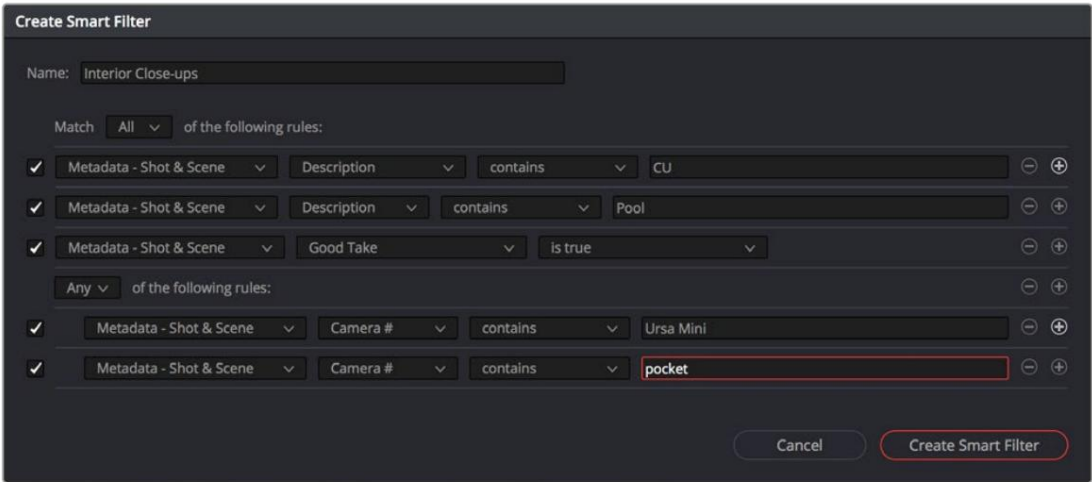 Create Smart Filter
Name: Interior Close-ups
Match All of the following rules:
Metadata - Shot & Scene Description contains CU
Metadata - Shot & Scene Description contains Pool
Metadata - Shot & Scene Good Take is true
Any of the following rules:
Metadata - Shot & Scene Camera # contains Ursa Mini
Metadata - Shot & Scene Camera # contains pocket
Cancel Create Smart Filter